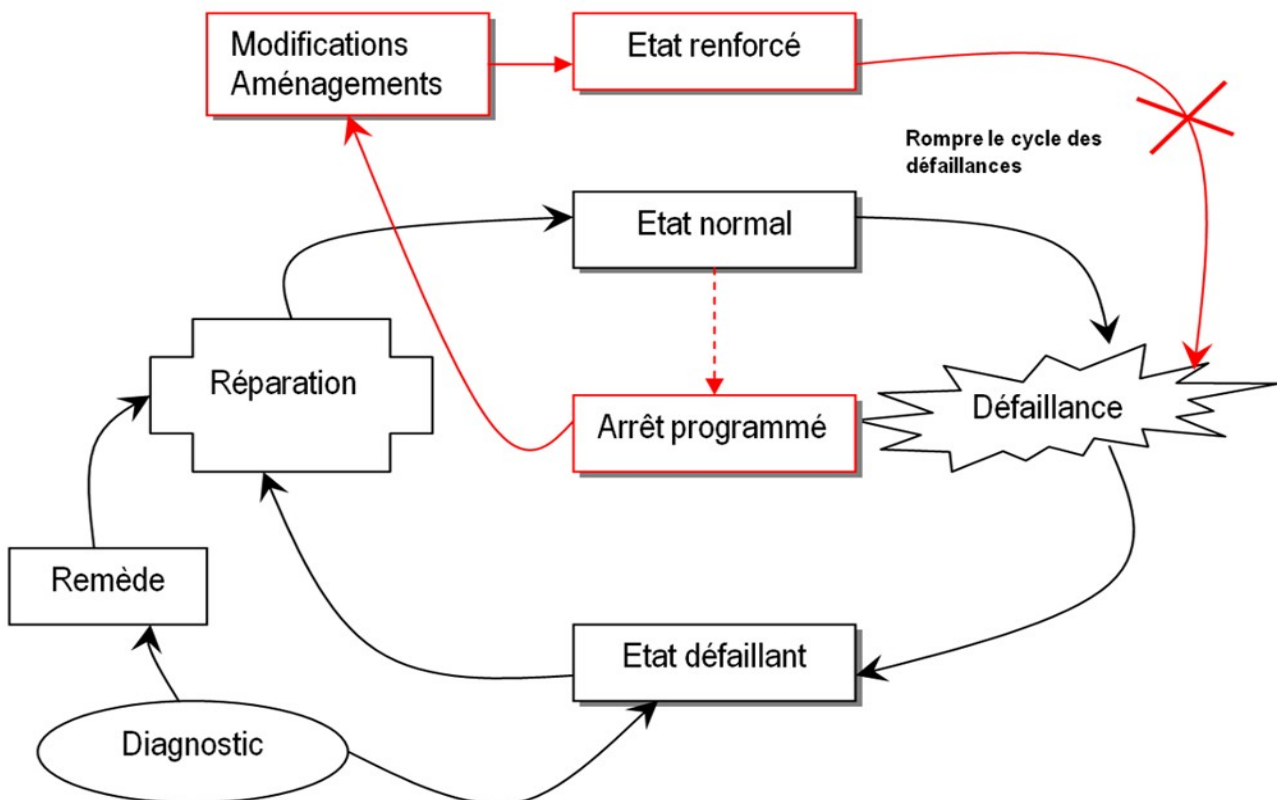 Modifications
Aménagements
Etat renforcé
Rompre le cycle des
défaillances
Etat normal
Réparation
Arrêt programmé
Défaillance
Remède
Etat défaillant
Diagnostic